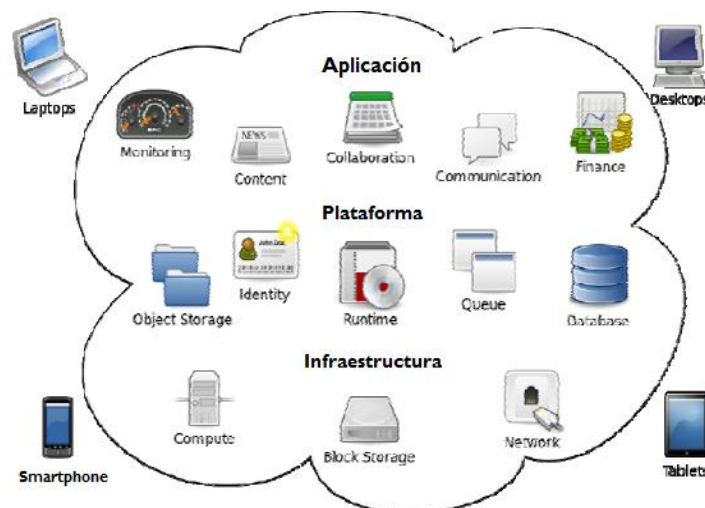 Aplicación
Laptops
Desktops
Monitoring
NEWS
Content
Collaboration
Communication
Finance
Plataforma
Object Storage
Identity
Runtime
Queue
Database
Infraestructura
Compute
Block Storage
Network
Smartphone
Tablets